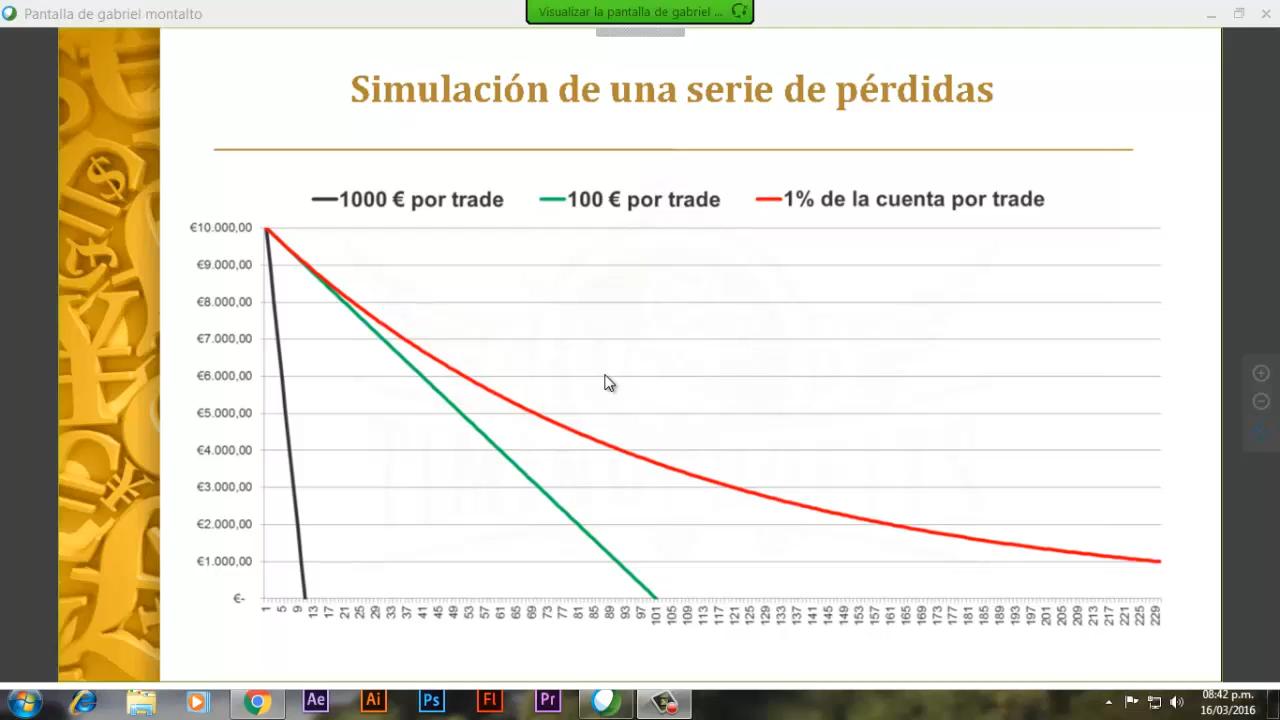 Pantalla de gabriel montalto
Visualizar la pantalla de gabriel ...
Simulación de una serie de pérdidas
1000 € por trade 100 € por trade 1% de la cuenta por trade
€10.000,00
€9.000,00
€8.000,00
€7.000,00
€6.000,00
€5.000,00
€4.000,00
€3.000,00
€2.000,00
€1.000,00
€-
1 5 9 13 17 21 25 29 33 37 41 45 49 53 57 61 65 69 73 77 81 85 89 93 97 101 105 109 113 117 121 125 129 133 137 141 145 149 153 157 161 165 169 173 177 181 185 189 193 197 201 205 209 213 217 221 225 229
Ae Ai Ps Fl Pr
08:42 p.m.
16/03/2016